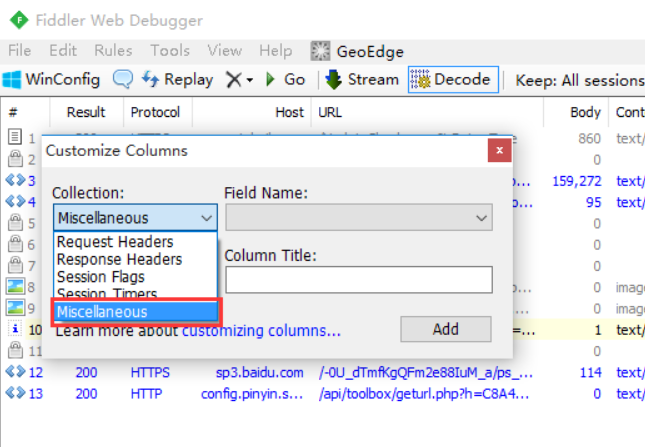 Fiddler Web Debugger
File Edit Rules Tools View Help GeoEdge
WinConfig Replay Go Stream Decode Keep: All sessions
# Result Protocol Host URL Body Cont
1 860 text/
2 0
3 159,272 text/
4 95 text/
5 0
6 0
7 0
8 0 imag
9 0 imag
10 =... 1 text/
11 0
12 200 HTTPS sp3.baidu.com /-0U_dTmfKgQFm2e88IuM_a/ps_... 114 text/
13 200 HTTP config.pinyin.s... /api/toolbox/geturl.php?h=C8A4... 0 text/
Customize Columns x
Collection: Field Name:
Miscellaneous
Request Headers
Response Headers
Column Title:
Session Flags
Session Timers
Miscellaneous
Learn more about customizing columns... Add